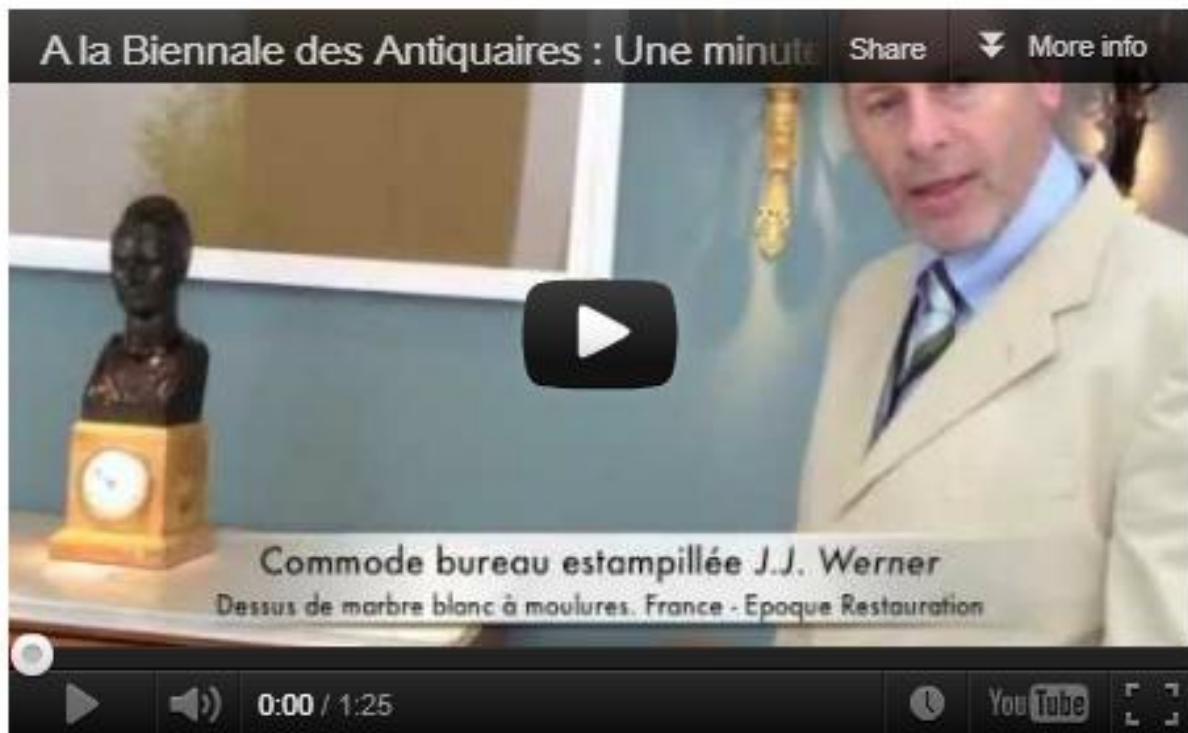 A la Biennale des Antiquaires : Une minute
Share
More info
Commode bureau estampillée J.J. Werner
Dessus de marbre blanc à moulures. France - Epoque Restauration
0:00 / 1:25
YouTube